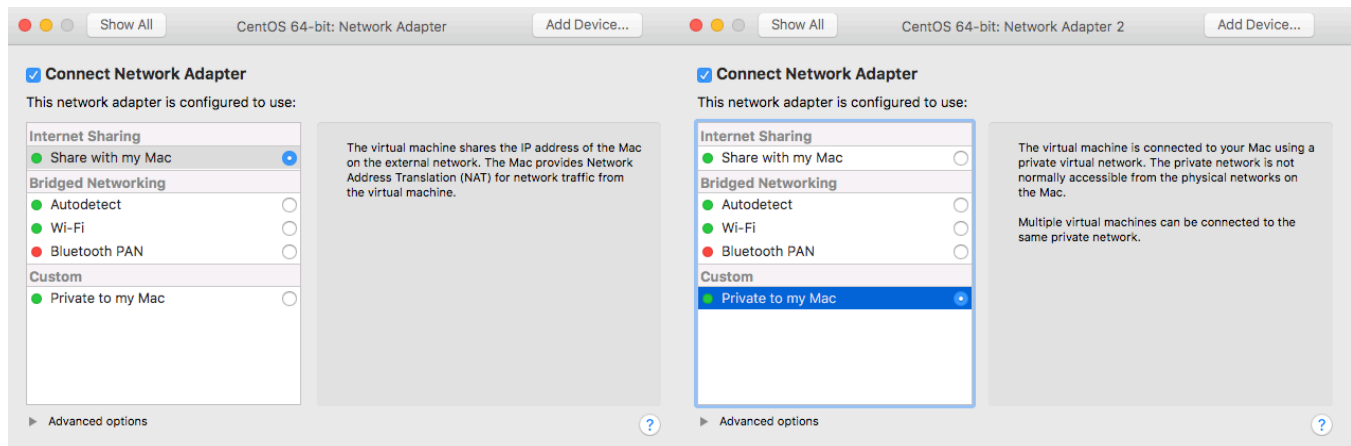 Show All
CentOS 64-bit: Network Adapter
Add Device...
Connect Network Adapter
This network adapter is configured to use:
Internet Sharing
Share with my Mac
Bridged Networking
Autodetect
Wi-Fi
Bluetooth PAN
Custom
Private to my Mac
The virtual machine shares the IP address of the Mac
on the external network. The Mac provides Network
Address Translation (NAT) for network traffic from
the virtual machine.
Advanced options
?
Show All
CentOS 64-bit: Network Adapter 2
Add Device...
Connect Network Adapter
This network adapter is configured to use:
Internet Sharing
Share with my Mac
Bridged Networking
Autodetect
Wi-Fi
Bluetooth PAN
Custom
Private to my Mac
The virtual machine is connected to your Mac using a
private virtual network. The private network is not
normally accessible from the physical networks on
the Mac.
Multiple virtual machines can be connected to the
same private network.
Advanced options
?